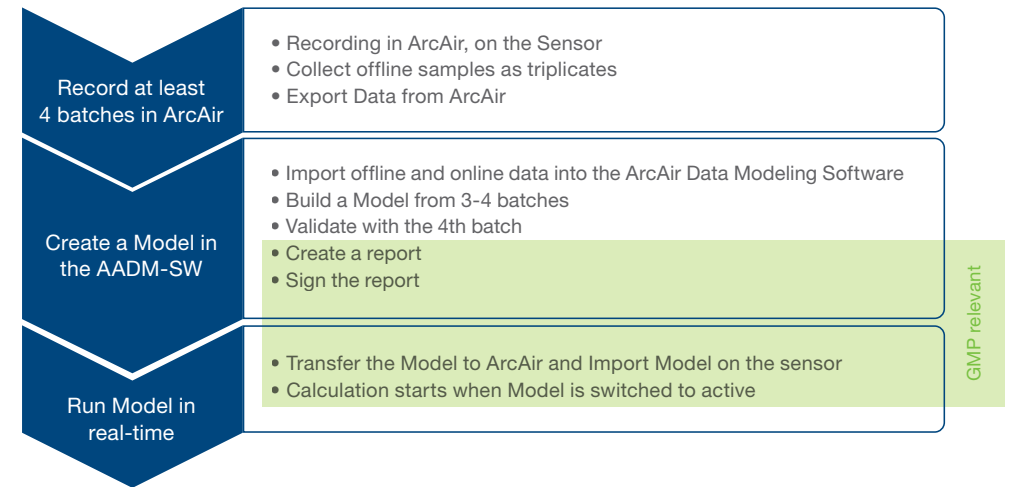 Record at least
4 batches in ArcAir
• Recording in ArcAir, on the Sensor
• Collect offline samples as triplicates
• Export Data from ArcAir
Create a Model in
the AADM-SW
• Import offline and online data into the ArcAir Data Modeling Software
• Build a Model from 3-4 batches
• Validate with the 4th batch
• Create a report
• Sign the report
Run Model in
real-time
• Transfer the Model to ArcAir and Import Model on the sensor
• Calculation starts when Model is switched to active
GMP relevant